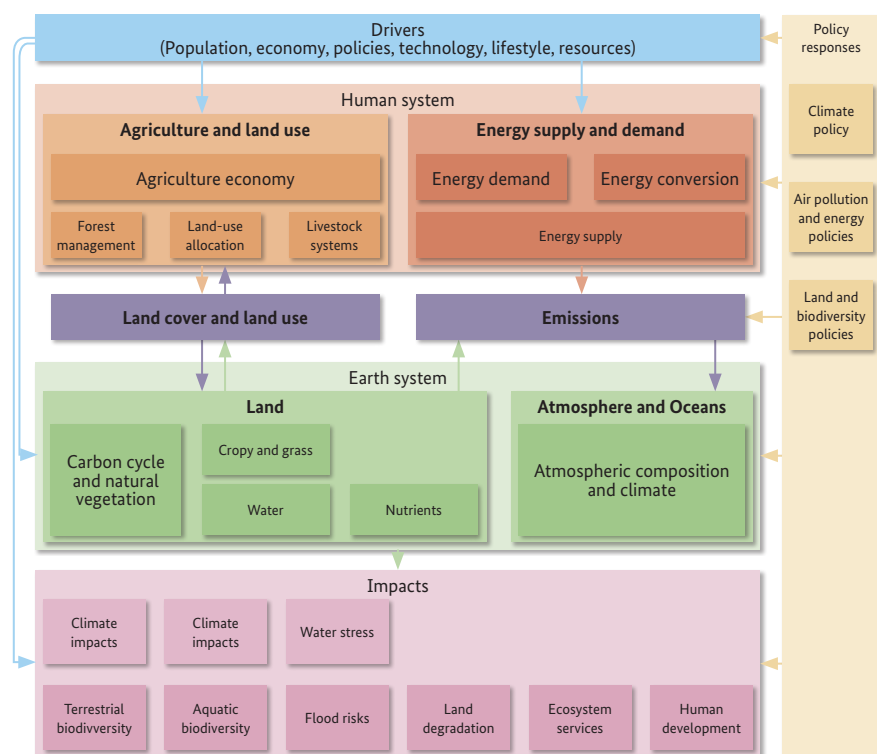 Drivers
(Population, economy, policies, technology, lifestyle, resources)
Policy
responses
Human system
Agriculture and land use
Agriculture economy
Forest
management
Land-use
allocation
Livestock
systems
Energy supply and demand
Energy demand
Energy conversion
Energy supply
Climate
policy
Air pollution
and energy
policies
Land and
biodiversity
policies
Land cover and land use
Emissions
Earth system
Land
Carbon cycle
and natural
vegetation
Cropy and grass
Water
Nutrients
Atmosphere and Oceans
Atmospheric composition
and climate
Impacts
Climate
impacts
Climate
impacts
Water stress
Terrestrial
biodivversity
Aquatic
biodiversity
Flood risks
Land
degradation
Ecosystem
services
Human
development